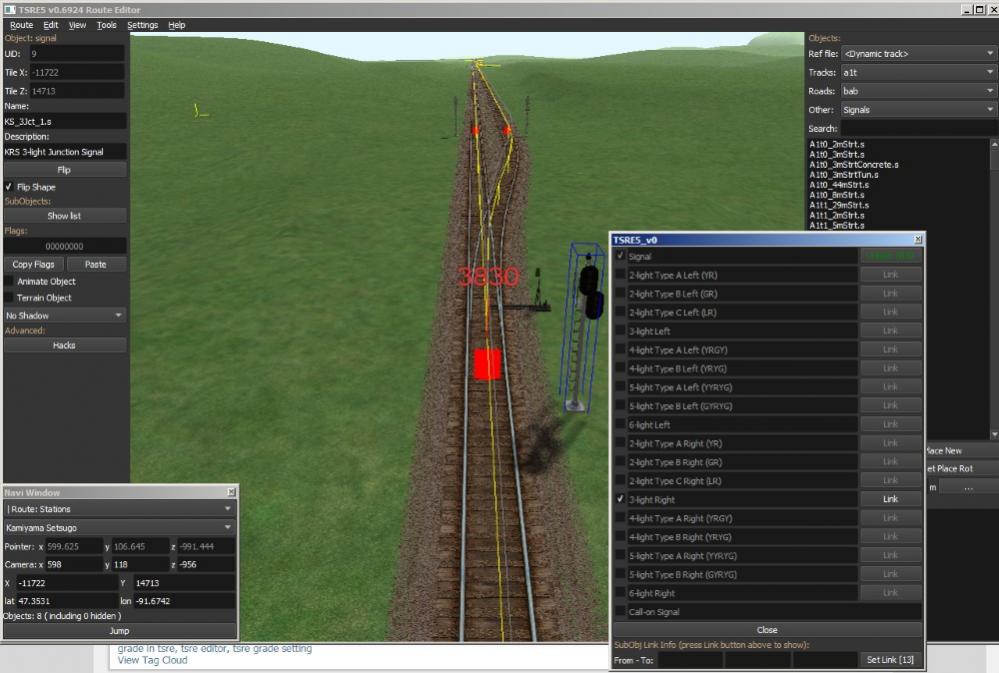 TSRE5 v0.6924 Route Editor
Route Edit View Tools Settings Help
Object: signal
UiD: 9
Tile X: -11722
Tile Z: 14713
Name:
KS_3Jct_1.s
Description:
KRS 3-light Junction Signal
Flip
Flip Shape
SubObjects:
Show list
Flags:
00000000
Copy Flags Paste
Animate Object
Terrain Object
No Shadow
Advanced:
Hacks
3830
Objects:
Ref file: <Dynamic track>
Tracks: a1t
Roads: bab
Other: Signals
Search:
A1t0_2mStrt.s
A1t0_3mStrt.s
A1t0_3mStrtConcrete.s
A1t0_3mStrtTun.s
A1t0_44mStrt.s
A1t0_8mStrt.s
A1t1_29mStrt.s
A1t1_2mStrt.s
A1t1_5mStrt.s
Place New
et Place Rot
m ...
TSRE5_v0
Signal
2-light Type A Left (YR) Link
2-light Type B Left (GR) Link
2-light Type C Left (LR) Link
3-light Left Link
4-light Type A Left (YRGY) Link
4-light Type B Left (YRYG) Link
5-light Type A Left (YYRYG) Link
5-light Type B Left (GYRYG) Link
6-light Left Link
2-light Type A Right (YR) Link
2-light Type B Right (GR) Link
2-light Type C Right (LR) Link
3-light Right Link
4-light Type A Right (YRGY) Link
4-light Type B Right (YRYG) Link
5-light Type A Right (YYRYG) Link
5-light Type B Right (GYRYG) Link
6-light Right Link
Call-on Signal
Close
SubObj Link Info (press Link button above to show):
From - To: Set Link [13]
Navi Window
| Route: Stations
Kamiyama Setsugo
Pointer: x 599.625 y 106.645 z -991.444
Camera: x 598 y 118 z -956
X -11722 Y 14713
lat 47.3531 lon -91.6742
Objects: 8 ( including 0 hidden )
Jump
grade in tsre, tsre editor, tsre grade setting
View Tag Cloud